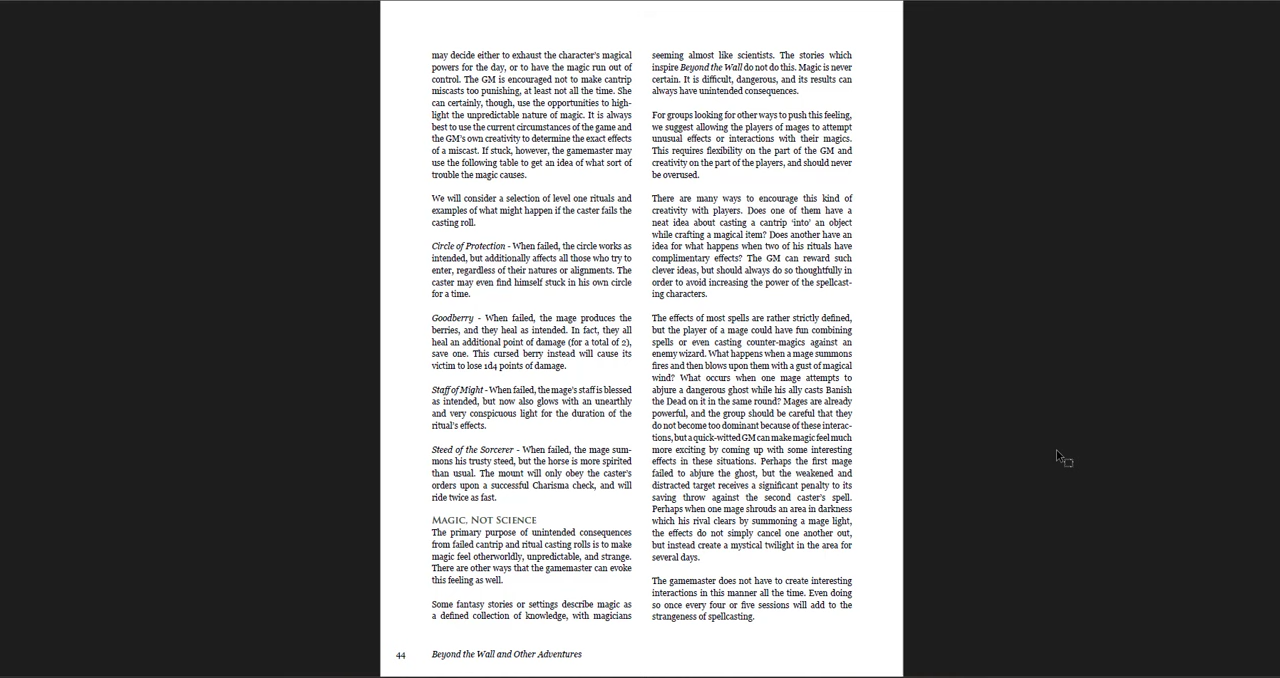 may decide either to exhaust the character's magical
powers for the day, or to have the magic run out of
control. The GM is encouraged not to make cantrip
miscasts too punishing, at least not all the time. She
can certainly, though, use the opportunities to high-
light the unpredictable nature of magic. It is always
best to use the current circumstances of the game and
the GM's own creativity to determine the exact effects
of a miscast. If stuck, however, the gamemaster may
use the following table to get an idea of what sort of
trouble the magic causes.
We will consider a selection of level one rituals and
examples of what might happen if the caster fails the
casting roll.
Circle of Protection - When failed, the circle works as
intended, but additionally affects all those who try to
enter, regardless of their natures or alignments. The
caster may even find himself stuck in his own circle
for a time.
Goodberry - When failed, the mage produces the
berries, and they heal as intended. In fact, they all
heal an additional point of damage (for a total of 2),
save one. This cursed berry instead will cause its
victim to lose 1d4 points of damage.
Staff of Might - When failed, the mage's staff is blessed
as intended, but now also glows with an unearthly
and very conspicuous light for the duration of the
ritual's effects.
Steed of the Sorcerer - When failed, the mage sum-
mons his trusty steed, but the horse is more spirited
than usual. The mount will only obey the caster's
orders upon a successful Charisma check, and will
ride twice as fast.
Magic, Not Science
The primary purpose of unintended consequences
from failed cantrip and ritual casting rolls is to make
magic feel otherworldly, unpredictable, and strange.
There are other ways that the gamemaster can evoke
this feeling as well.
Some fantasy stories or settings describe magic as
a defined collection of knowledge, with magicians
seeming almost like scientists. The stories which
inspire Beyond the Wall do not do this. Magic is never
certain. It is difficult, dangerous, and its results can
always have unintended consequences.
For groups looking for other ways to push this feeling,
we suggest allowing the players of mages to attempt
unusual effects or interactions with their magics.
This requires flexibility on the part of the GM and
creativity on the part of the players, and should never
be overused.
There are many ways to encourage this kind of
creativity with players. Does one of them have a
neat idea about casting a cantrip 'into' an object
while crafting a magical item? Does another have an
idea for what happens when two of his rituals have
complimentary effects? The GM can reward such
clever ideas, but should always do so thoughtfully in
order to avoid increasing the power of the spellcast-
ing characters.
The effects of most spells are rather strictly defined,
but the player of a mage could have fun combining
spells or even casting counter-magics against an
enemy wizard. What happens when a mage summons
fires and then blows upon them with a gust of magical
wind? What occurs when one mage attempts to
abjure a dangerous ghost while his ally casts Banish
the Dead on it in the same round? Mages are already
powerful, and the group should be careful that they
do not become too dominant because of these interac-
tions, but a quick-witted GM can make magic feel much
more exciting by coming up with some interesting
effects in these situations. Perhaps the first mage
failed to abjure the ghost, but the weakened and
distracted target receives a significant penalty to its
saving throw against the second caster's spell.
Perhaps when one mage shrouds an area in darkness
which his rival clears by summoning a mage light,
the effects do not simply cancel one another out,
but instead create a mystical twilight in the area for
several days.
The gamemaster does not have to create interesting
interactions in this manner all the time. Even doing
so once every four or five sessions will add to the
strangeness of spellcasting.
44 Beyond the Wall and Other Adventures